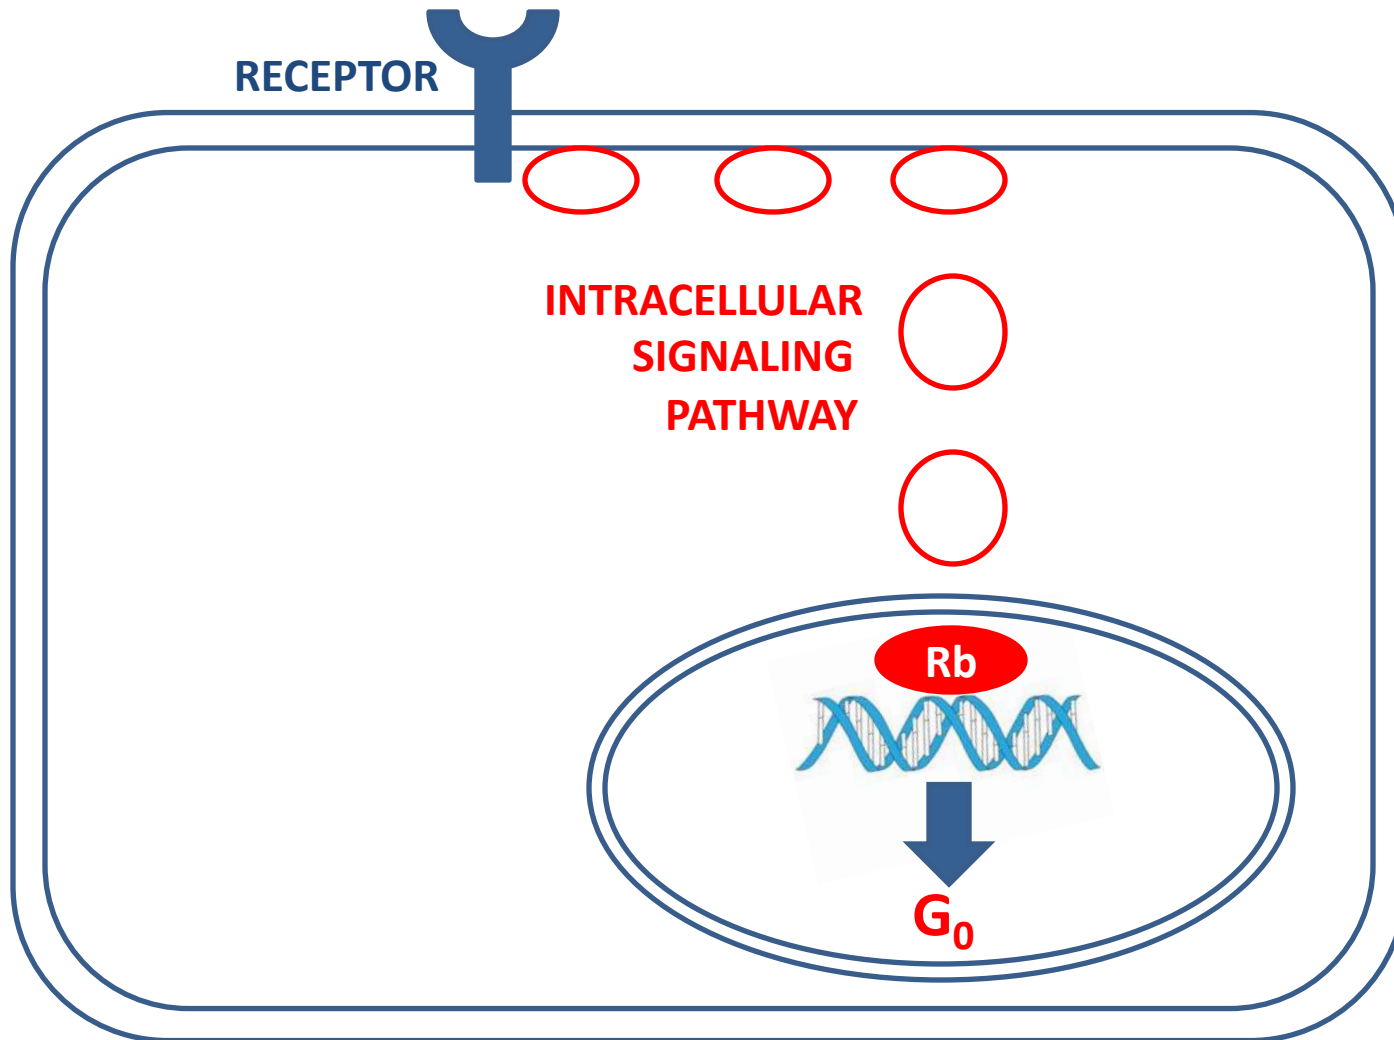 RECEPTOR
INTRACELLULAR
SIGNALING
PATHWAY
Rb
G₀